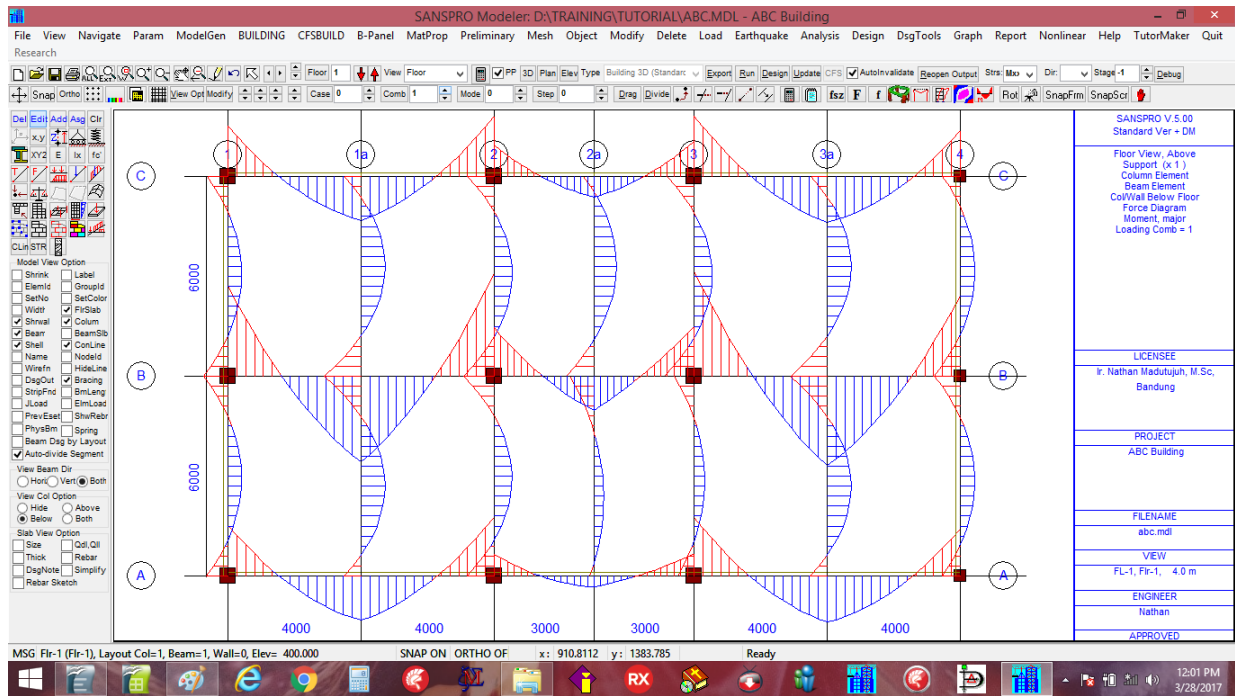 SANSPRO Modeler: D:\TRAINING\TUTORIAL\ABC.MDL - ABC Building
File View Navigate Param ModelGen BUILDING CFSBUILD B-Panel MatProp Preliminary Mesh Object Modify Delete Load Earthquake Analysis Design DsgTools Graph Report Nonlinear Help TutorMaker Quit
Research
Floor 1 View Floor PP 3D Plan Elev Type Building 3D (Standarc Export Run Design Update CFS AutoInvalidate Reopen Output Strs: Mxx Dir: Stage -1 Debug
Snap Ortho View Opt Modify Case 0 Comb 1 Mode 0 Step 0 Drag Divide fsz F f Rot SnapFrm SnapScr
Del Edit Add Asg Clr
x.y
XYZ E Ix fc'
CLin STR
Model View Option
Shrink Label
ElemId GroupId
SetNo SetColor
Width FlrSlab
Shrwal Colum
Beam BeamSlb
Shell ConLine
Name NodeId
Wirefn HideLine
DsgOut Bracing
StripFnd BmLeng
JLoad ElmLoad
PrevEset ShwRebr
PhysBm Spring
Beam Dsg by Layout
Auto-divide Segment
View Beam Dir
Hori Vert Both
View Col Option
Hide Above
Below Both
Slab View Option
Size Qdl,Qll
Thick Rebar
DsgNote Simplify
Rebar Sketch
1 1a 2 2a 3 3a 4
C C
6000
B B
6000
A A
4000 4000 3000 3000 4000 4000
SANSPRO V.5.00
Standard Ver + DM
Floor View, Above
Support (x 1 )
Column Element
Beam Element
Col/Wall Below Floor
Force Diagram
Moment, major
Loading Comb = 1
LICENSEE
Ir. Nathan Madutujuh, M.Sc,
Bandung
PROJECT
ABC Building
FILENAME
abc.mdl
VIEW
FL-1, Flr-1, 4.0 m
ENGINEER
Nathan
APPROVED
MSG Flr-1 (Flr-1), Layout Col=1, Beam=1, Wall=0, Elev= 400.000 SNAP ON ORTHO OF x: 910.8112 y: 1383.785 Ready
RX
12:01 PM
3/28/2017